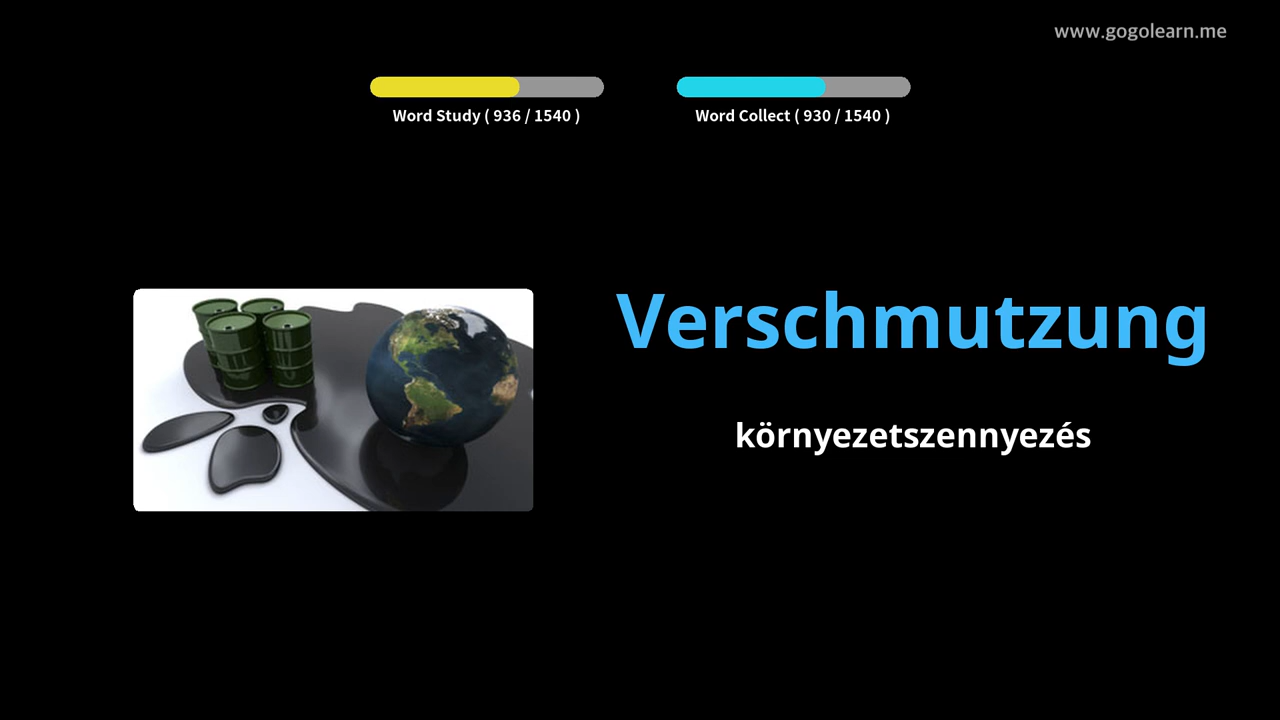 www.gogolearn.me
Word Study ( 936 / 1540 )
Word Collect ( 930 / 1540 )
Verschmutzung
környezetszennyezés